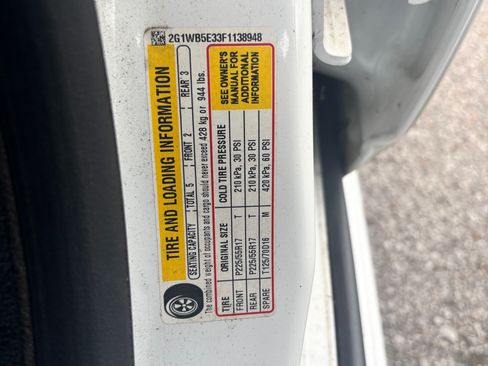 2G1WB5E33F1138948
TIRE AND LOADING INFORMATION
SEATING CAPACITY TOTAL 5 FRONT 2 REAR 3
The combined weight of occupants and cargo should never exceed 428 kg or 944 lbs.
TIRE ORIGINAL SIZE COLD TIRE PRESSURE
FRONT P225/55R17 T 210 kPa, 30 PSI
REAR P225/55R17 T 210 kPa, 30 PSI
SPARE T125/70D16 M 420 kPa, 60 PSI
SEE OWNER'S
MANUAL FOR
ADDITIONAL
INFORMATION